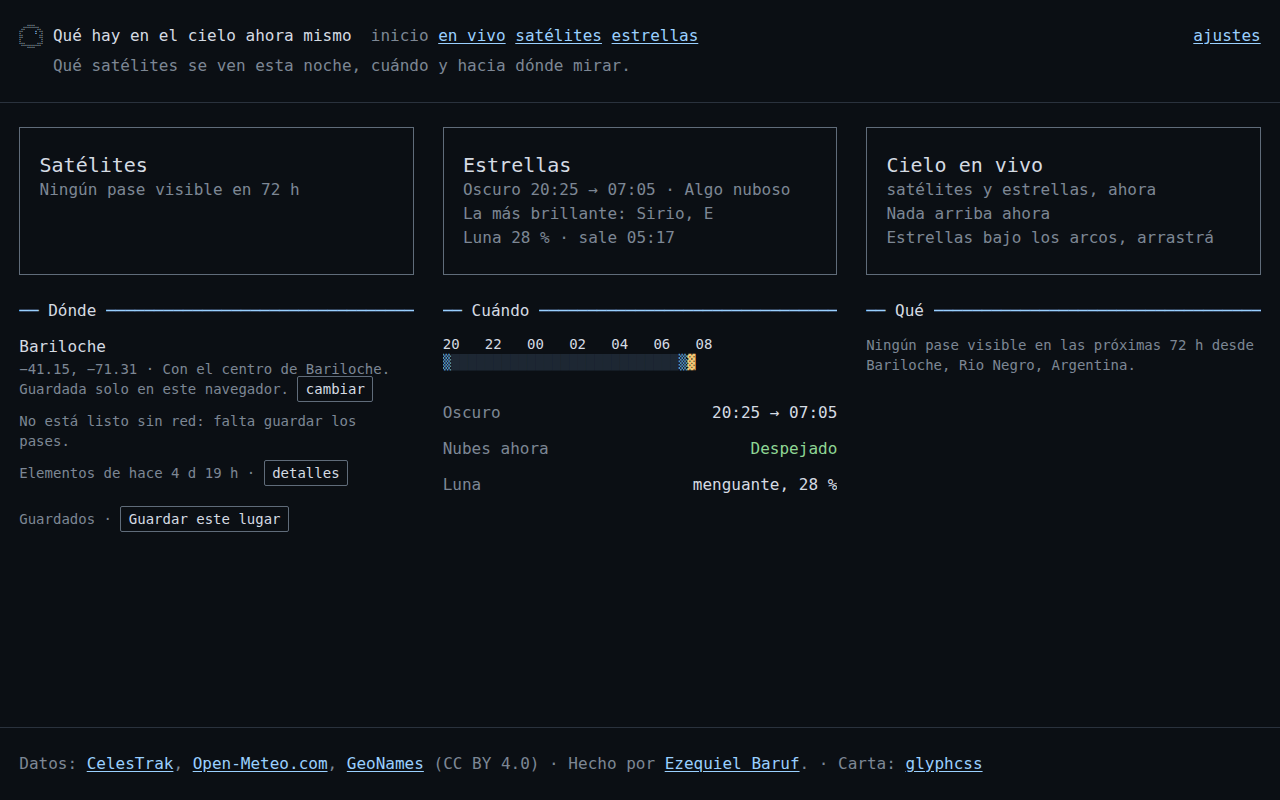 Qué hay en el cielo ahora mismo inicio en vivo satélites estrellas ajustes
Qué satélites se ven esta noche, cuándo y hacia dónde mirar.
Satélites
Ningún pase visible en 72 h
Estrellas
Oscuro 20:25 → 07:05 · Algo nuboso
La más brillante: Sirio, E
Luna 28 % · sale 05:17
Cielo en vivo
satélites y estrellas, ahora
Nada arriba ahora
Estrellas bajo los arcos, arrastrá
Dónde
Bariloche
−41.15, −71.31 · Con el centro de Bariloche.
Guardada solo en este navegador. cambiar
No está listo sin red: falta guardar los
pases.
Elementos de hace 4 d 19 h · detalles
Guardados · Guardar este lugar
Cuándo
20 22 00 02 04 06 08
Oscuro 20:25 → 07:05
Nubes ahora Despejado
Luna menguante, 28 %
Qué
Ningún pase visible en las próximas 72 h desde
Bariloche, Rio Negro, Argentina.
Datos: CelesTrak, Open-Meteo.com, GeoNames (CC BY 4.0) · Hecho por Ezequiel Baruf. · Carta: glyphcss